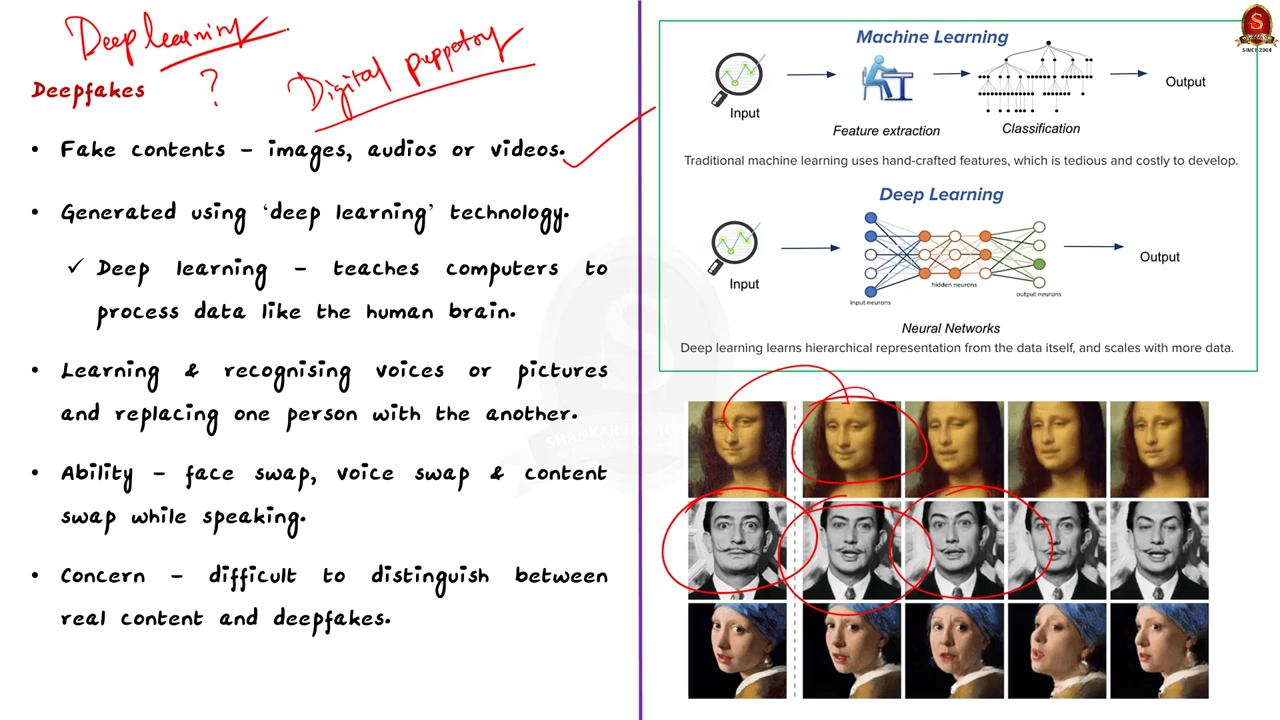 Deep learning
?
Digital puppetry
Deepfakes
• Fake contents – images, audios or videos.
• Generated using ‘deep learning’ technology.
✓ Deep learning – teaches computers to
process data like the human brain.
• Learning & recognising voices or pictures
and replacing one person with the another.
• Ability – face swap, voice swap & content
swap while speaking.
• Concern – difficult to distinguish between
real content and deepfakes.
Machine Learning
Input
Feature extraction
Classification
Output
Traditional machine learning uses hand-crafted features, which is tedious and costly to develop.
Deep Learning
Input
input neurons
hidden neurons
output neurons
Output
Neural Networks
Deep learning learns hierarchical representation from the data itself, and scales with more data.
S
SINCE 2004